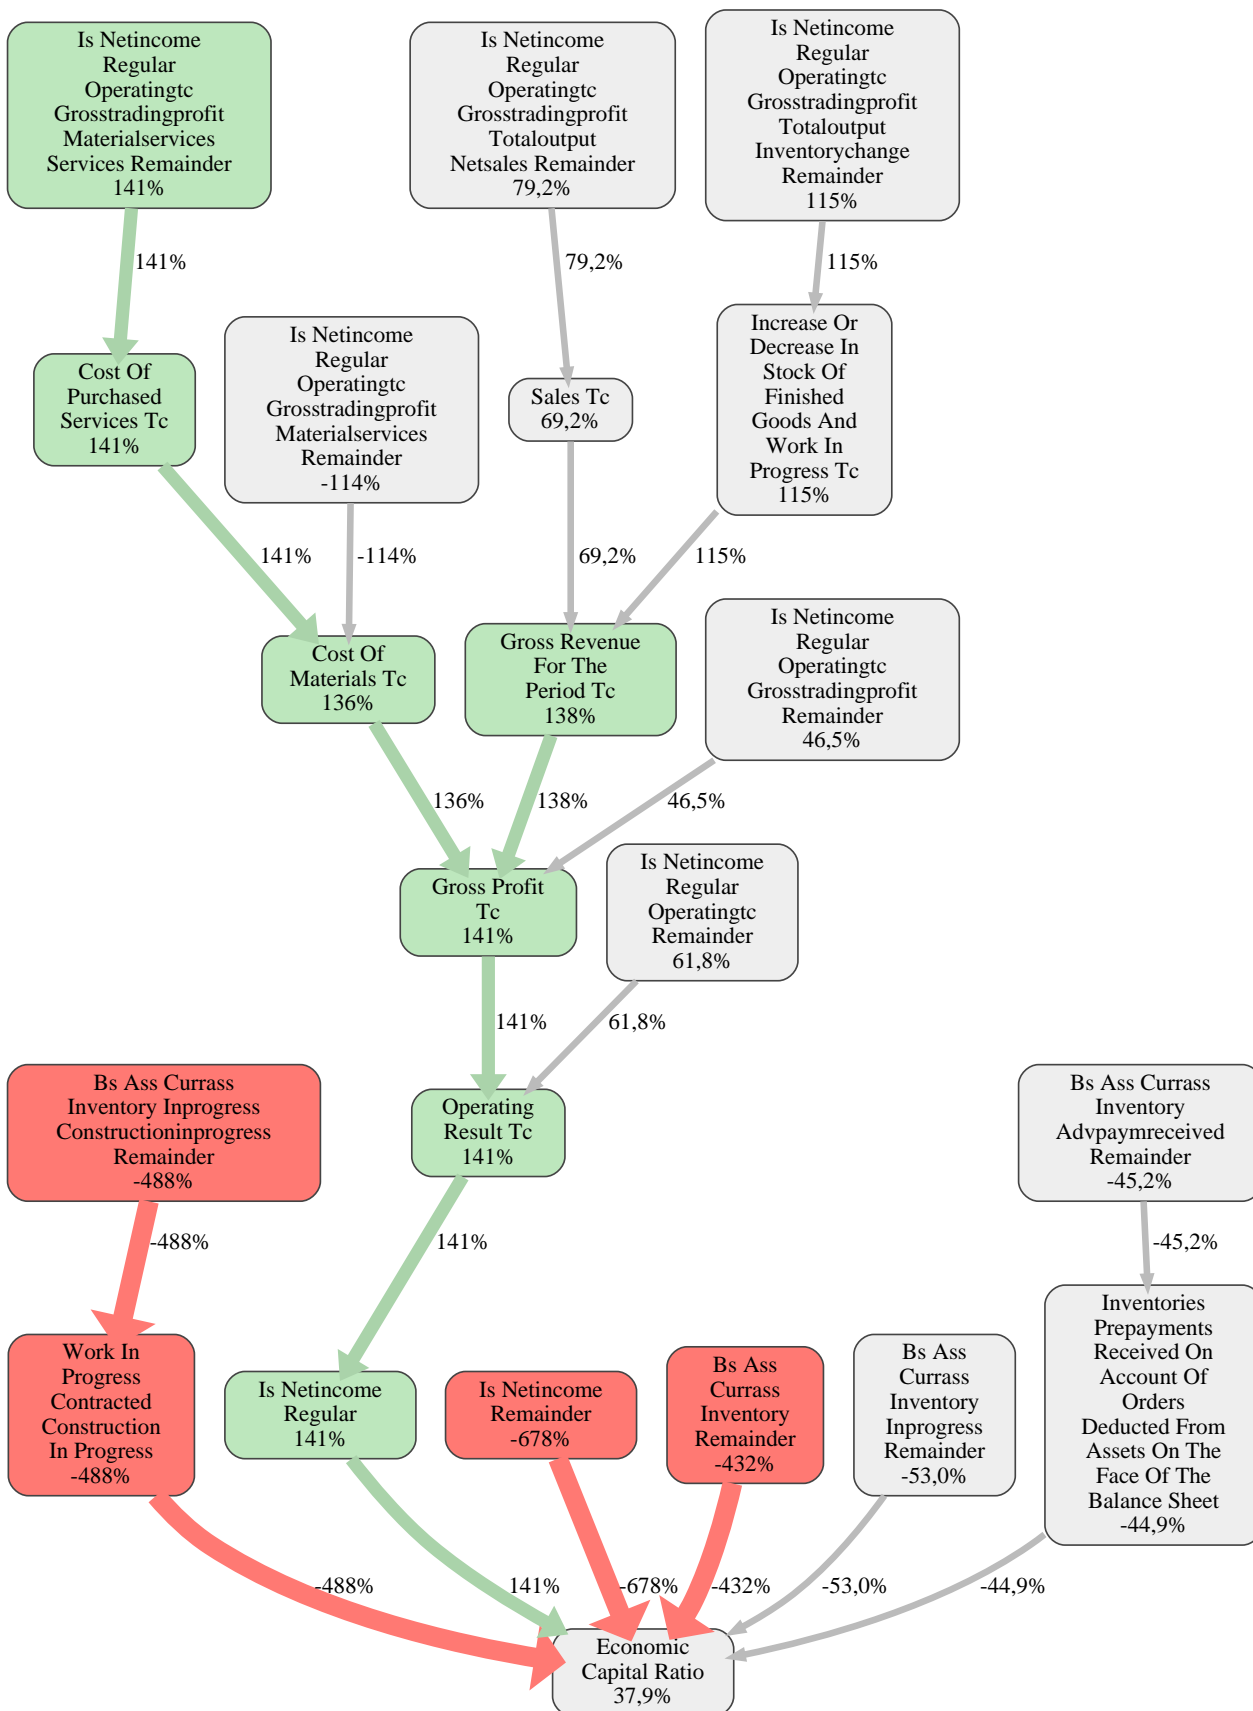 Is Netincome
Regular
Operatingtc
Grosstradingprofit
Materialservices
Services Remainder
141%
Is Netincome
Regular
Operatingtc
Grosstradingprofit
Totaloutput
Netsales Remainder
79,2%
Is Netincome
Regular
Operatingtc
Grosstradingprofit
Totaloutput
Inventorychange
Remainder
115%
141%
79,2%
115%
Cost Of
Purchased
Services Tc
141%
Is Netincome
Regular
Operatingtc
Grosstradingprofit
Materialservices
Remainder
-114%
Sales Tc
69,2%
Increase Or
Decrease In
Stock Of
Finished
Goods And
Work In
Progress Tc
115%
141%
-114%
69,2%
115%
Cost Of
Materials Tc
136%
Gross Revenue
For The
Period Tc
138%
Is Netincome
Regular
Operatingtc
Grosstradingprofit
Remainder
46,5%
136%
138%
46,5%
Gross Profit
Tc
141%
Is Netincome
Regular
Operatingtc
Remainder
61,8%
141%
61,8%
Bs Ass Currass
Inventory Inprogress
Constructioninprogress
Remainder
-488%
Operating
Result Tc
141%
Bs Ass Currass
Inventory
Advpaymreceived
Remainder
-45,2%
-488%
141%
-45,2%
Work In
Progress
Contracted
Construction
In Progress
-488%
Is Netincome
Regular
141%
Is Netincome
Remainder
-678%
Bs Ass
Currass
Inventory
Remainder
-432%
Bs Ass
Currass
Inventory
Inprogress
Remainder
-53,0%
Inventories
Prepayments
Received On
Account Of
Orders
Deducted From
Assets On The
Face Of The
Balance Sheet
-44,9%
-488%
141%
-678%
-432%
-53,0%
-44,9%
Economic
Capital Ratio
37,9%